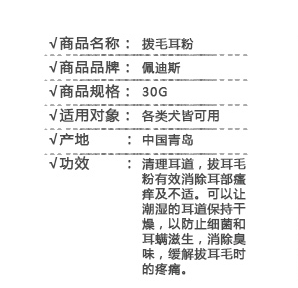 √商品名称：拨毛耳粉
√商品品牌：佩迪斯
√商品规格：30G
√适用对象：各类犬皆可用
√产地：中国青岛
√功效：清理耳道，拔耳毛
粉有效消除耳部瘙
痒及不适。可以让
潮湿的耳道保持干
燥，以防止细菌和
耳螨滋生，消除臭
味，缓解拔耳毛时
的疼痛。